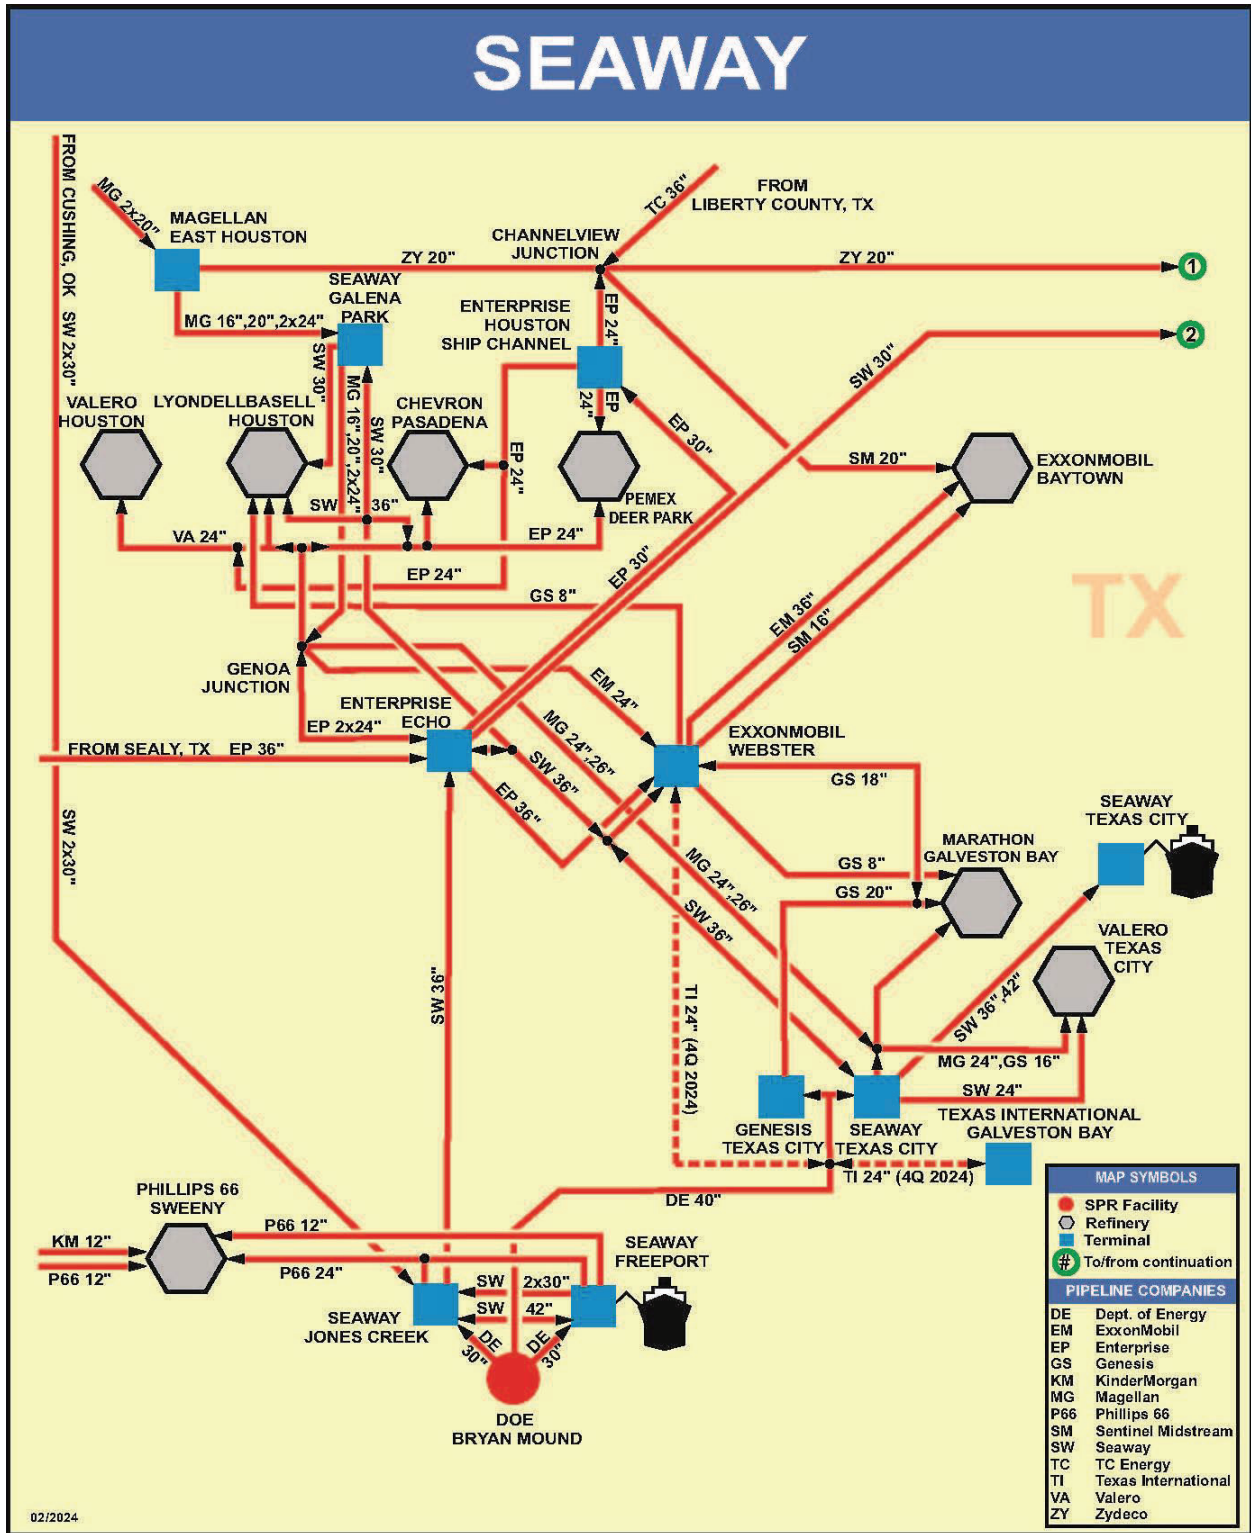 SEAWAY
FROM CUSHING, OK SW 2x30"
MG 2x20"
MAGELLAN
EAST HOUSTON
TC 36"
FROM
LIBERTY COUNTY, TX
CHANNELVIEW
JUNCTION
ZY 20"
ZY 20"
1
SEAWAY
GALENA
PARK
MG 16",20",2x24"
ENTERPRISE
HOUSTON
SHIP CHANNEL
EP 24"
2
SW 30"
SW 30"
MG 16",20",2x24"
SW 30"
EP
24"
EP 30"
VALERO
HOUSTON
LYONDELLBASELL
HOUSTON
CHEVRON
PASADENA
EP 24"
SM 20"
EXXONMOBIL
BAYTOWN
PEMEX
DEER PARK
SW 36"
VA 24"
EP 24"
EP 24"
EP 30"
GS 8"
EM 36"
SM 16"
TX
GENOA
JUNCTION
EM 24"
ENTERPRISE
ECHO
EP 2x24"
MG 24",26"
EXXONMOBIL
WEBSTER
FROM SEALY, TX EP 36"
SW 36"
GS 18"
EP 36"
SW 2x30"
SEAWAY
TEXAS CITY
MARATHON
GALVESTON BAY
GS 8"
GS 20"
MG 24",26"
SW 36"
VALERO
TEXAS
CITY
SW 36"
TI 24" (4Q 2024)
SW 36",42"
MG 24",GS 16"
SW 24"
GENESIS
TEXAS CITY
SEAWAY
TEXAS CITY
TEXAS INTERNATIONAL
GALVESTON BAY
TI 24" (4Q 2024)
DE 40"
PHILLIPS 66
SWEENY
P66 12"
KM 12"
P66 12"
P66 24"
SEAWAY
FREEPORT
SW 2x30"
SW 42"
SEAWAY
JONES CREEK
DE
30"
DE
30"
DOE
BRYAN MOUND
MAP SYMBOLS
SPR Facility
Refinery
Terminal
# To/from continuation
PIPELINE COMPANIES
DE Dept. of Energy
EM ExxonMobil
EP Enterprise
GS Genesis
KM KinderMorgan
MG Magellan
P66 Phillips 66
SM Sentinel Midstream
SW Seaway
TC TC Energy
TI Texas International
VA Valero
ZY Zydeco
02/2024